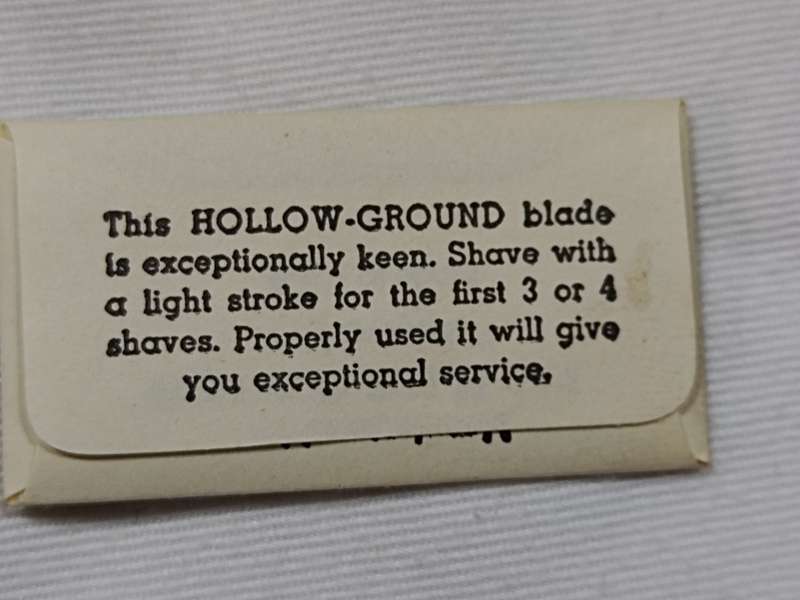 This HOLLOW-GROUND blade
is exceptionally keen. Shave with
a light stroke for the first 3 or 4
shaves. Properly used it will give
you exceptional service.